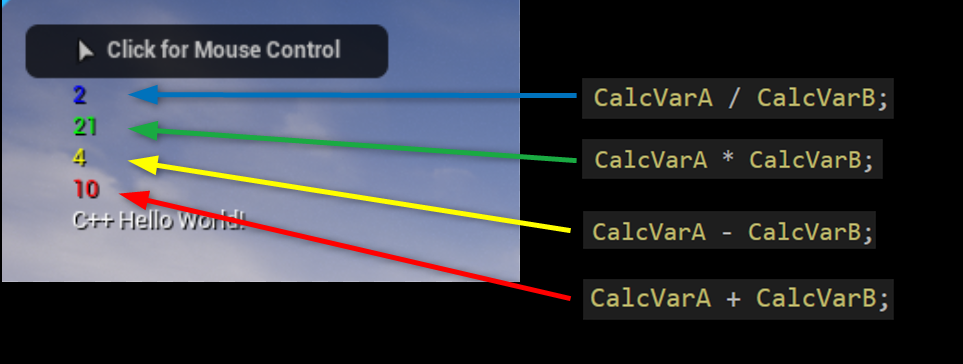 Click for Mouse Control
2
21
4
10
C++ Hello World!
CalcVarA / CalcVarB;
CalcVarA * CalcVarB;
CalcVarA - CalcVarB;
CalcVarA + CalcVarB;